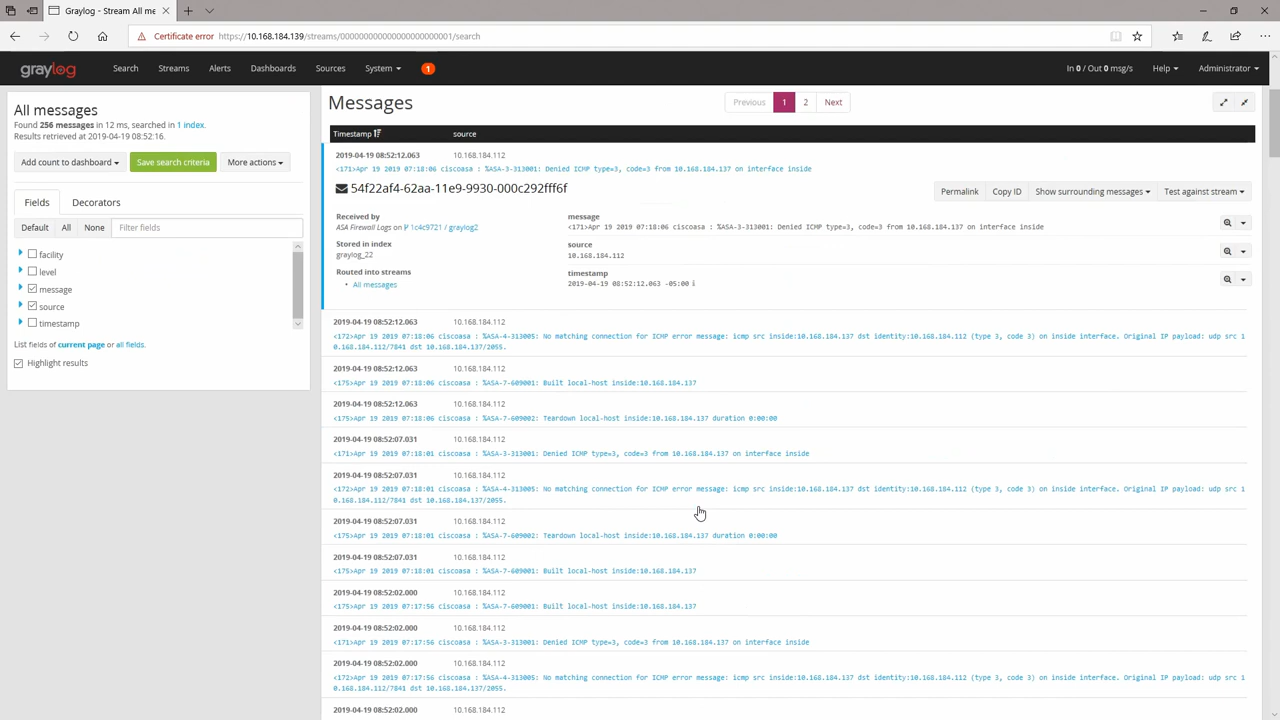 Graylog - Stream All me
Certificate error https://10.168.184.139/streams/000000000000000000000001/search
graylog Search Streams Alerts Dashboards Sources System 1 In 0 / Out 0 msg/s Help Administrator
All messages
Found 256 messages in 12 ms, searched in 1 index.
Results retrieved at 2019-04-19 08:52:16.
Add count to dashboard Save search criteria More actions
Fields Decorators
Default All None Filter fields
facility
level
message
source
timestamp
List fields of current page or all fields.
Highlight results
Messages Previous 1 2 Next
Timestamp source
2019-04-19 08:52:12.063 10.168.184.112
<171>Apr 19 2019 07:18:06 ciscoasa : %ASA-3-313001: Denied ICMP type=3, code=3 from 10.168.184.137 on interface inside
54f22af4-62aa-11e9-9930-000c292fff6f Permalink Copy ID Show surrounding messages Test against stream
Received by
ASA Firewall Logs on 1c4c9721 / graylog2
Stored in index
graylog_22
Routed into streams
All messages
message
<171>Apr 19 2019 07:18:06 ciscoasa : %ASA-3-313001: Denied ICMP type=3, code=3 from 10.168.184.137 on interface inside
source
10.168.184.112
timestamp
2019-04-19 08:52:12.063 -05:00
2019-04-19 08:52:12.063 10.168.184.112
<172>Apr 19 2019 07:18:06 ciscoasa : %ASA-4-313005: No matching connection for ICMP error message: icmp src inside:10.168.184.137 dst identity:10.168.184.112 (type 3, code 3) on inside interface. Original IP payload: udp src 1
0.168.184.112/7841 dst 10.168.184.137/2055.
2019-04-19 08:52:12.063 10.168.184.112
<175>Apr 19 2019 07:18:06 ciscoasa : %ASA-7-609001: Built local-host inside:10.168.184.137
2019-04-19 08:52:12.063 10.168.184.112
<175>Apr 19 2019 07:18:06 ciscoasa : %ASA-7-609002: Teardown local-host inside:10.168.184.137 duration 0:00:00
2019-04-19 08:52:07.031 10.168.184.112
<171>Apr 19 2019 07:18:01 ciscoasa : %ASA-3-313001: Denied ICMP type=3, code=3 from 10.168.184.137 on interface inside
2019-04-19 08:52:07.031 10.168.184.112
<172>Apr 19 2019 07:18:01 ciscoasa : %ASA-4-313005: No matching connection for ICMP error message: icmp src inside:10.168.184.137 dst identity:10.168.184.112 (type 3, code 3) on inside interface. Original IP payload: udp src 1
0.168.184.112/7841 dst 10.168.184.137/2055.
2019-04-19 08:52:07.031 10.168.184.112
<175>Apr 19 2019 07:18:01 ciscoasa : %ASA-7-609002: Teardown local-host inside:10.168.184.137 duration 0:00:00
2019-04-19 08:52:07.031 10.168.184.112
<175>Apr 19 2019 07:18:01 ciscoasa : %ASA-7-609001: Built local-host inside:10.168.184.137
2019-04-19 08:52:02.000 10.168.184.112
<175>Apr 19 2019 07:17:56 ciscoasa : %ASA-7-609001: Built local-host inside:10.168.184.137
2019-04-19 08:52:02.000 10.168.184.112
<171>Apr 19 2019 07:17:56 ciscoasa : %ASA-3-313001: Denied ICMP type=3, code=3 from 10.168.184.137 on interface inside
2019-04-19 08:52:02.000 10.168.184.112
<172>Apr 19 2019 07:17:56 ciscoasa : %ASA-4-313005: No matching connection for ICMP error message: icmp src inside:10.168.184.137 dst identity:10.168.184.112 (type 3, code 3) on inside interface. Original IP payload: udp src 1
0.168.184.112/7841 dst 10.168.184.137/2055.
2019-04-19 08:52:02.000 10.168.184.112